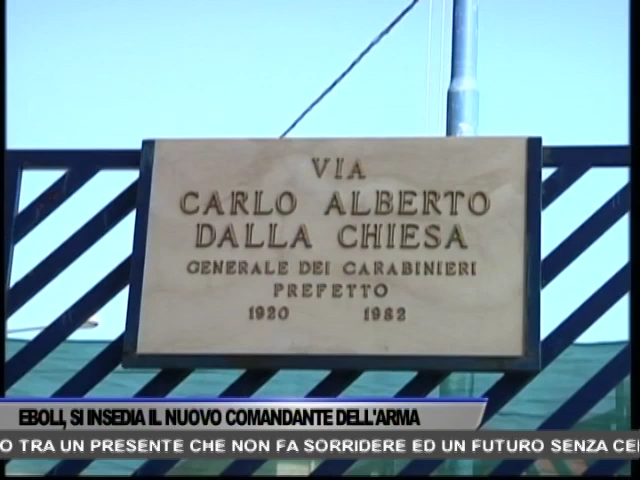 VIA
CARLO ALBERTO
DALLA CHIESA
GENERALE DEI CARABINIERI
PREFETTO
1920 1982
EBOLI, SI INSEDIA IL NUOVO COMANDANTE DELL'ARMA
O TRA UN PRESENTE CHE NON FA SORRIDERE ED UN FUTURO SENZA